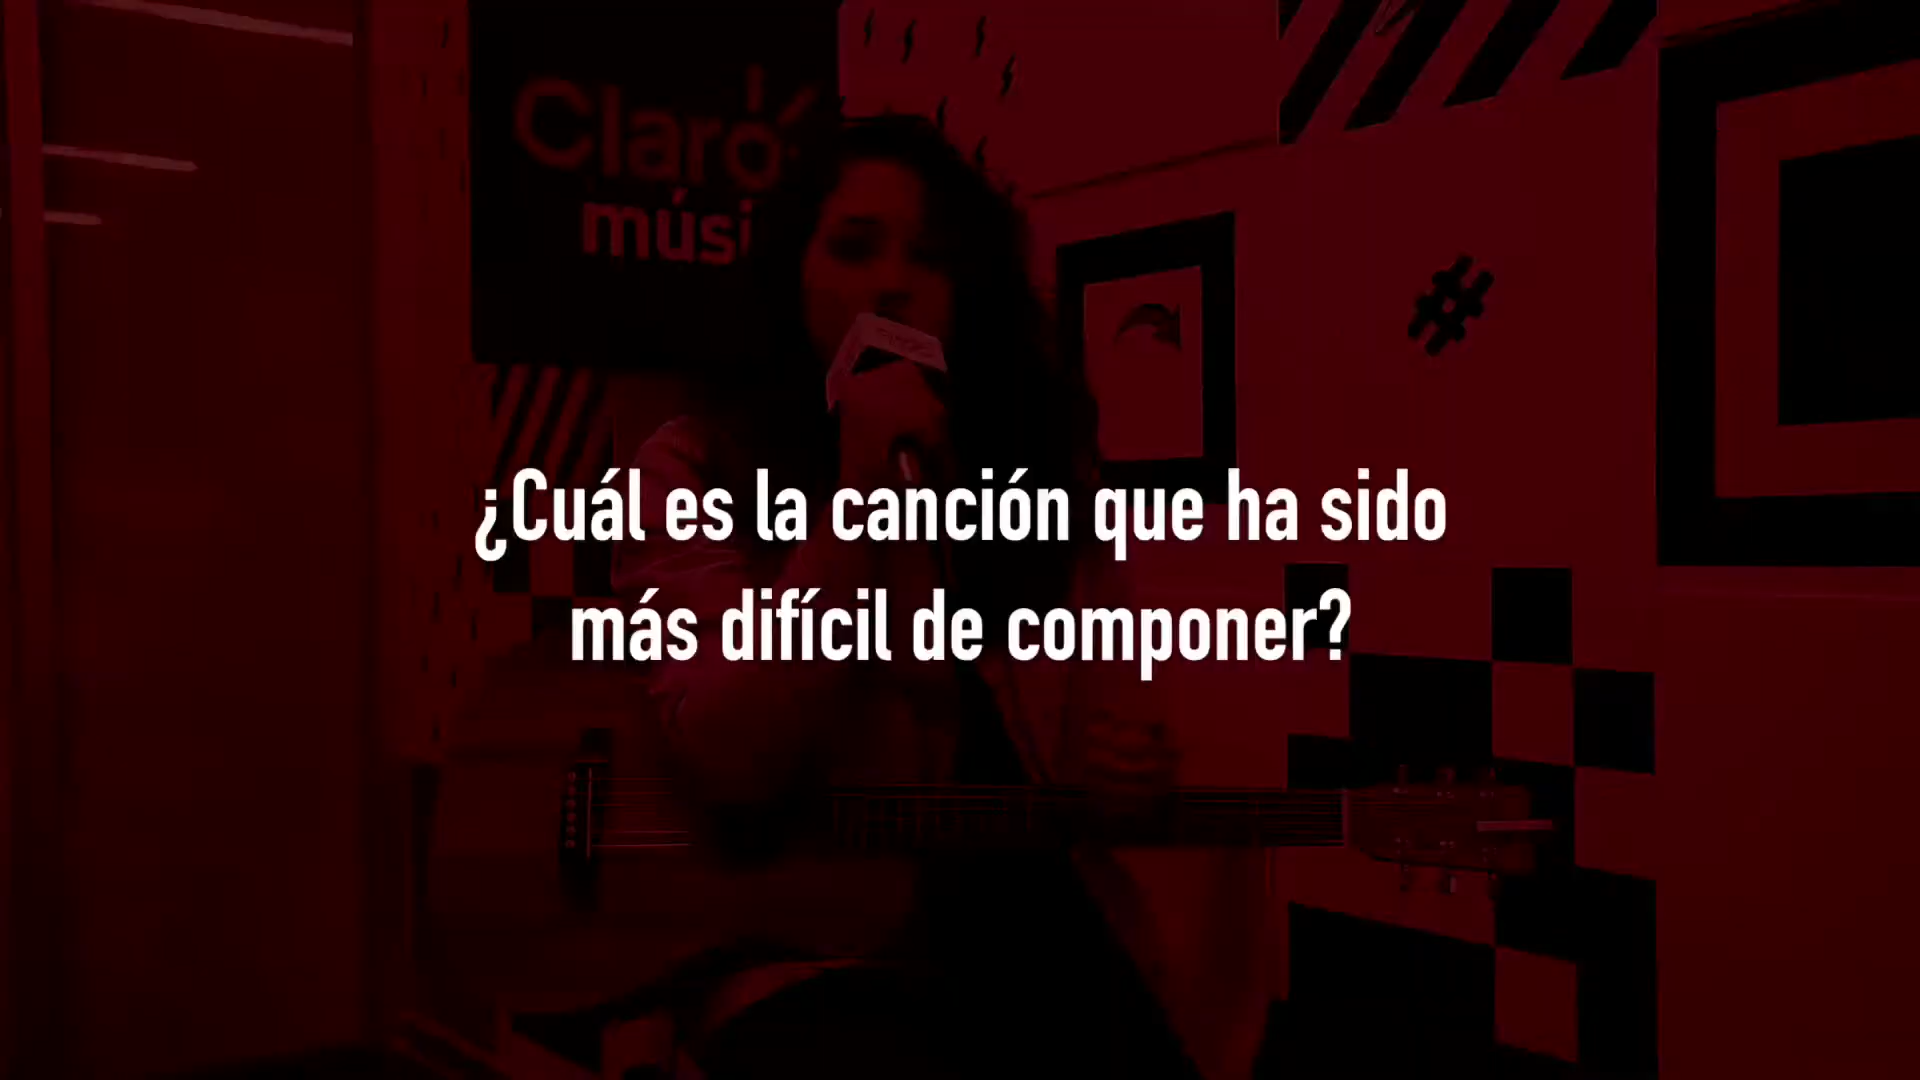 Claro
músi
#
¿Cuál es la canción que ha sido
más difícil de componer?